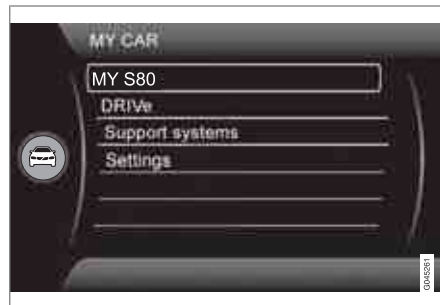 MY CAR
MY S80
DRIVe
Support systems
Settings
G045261